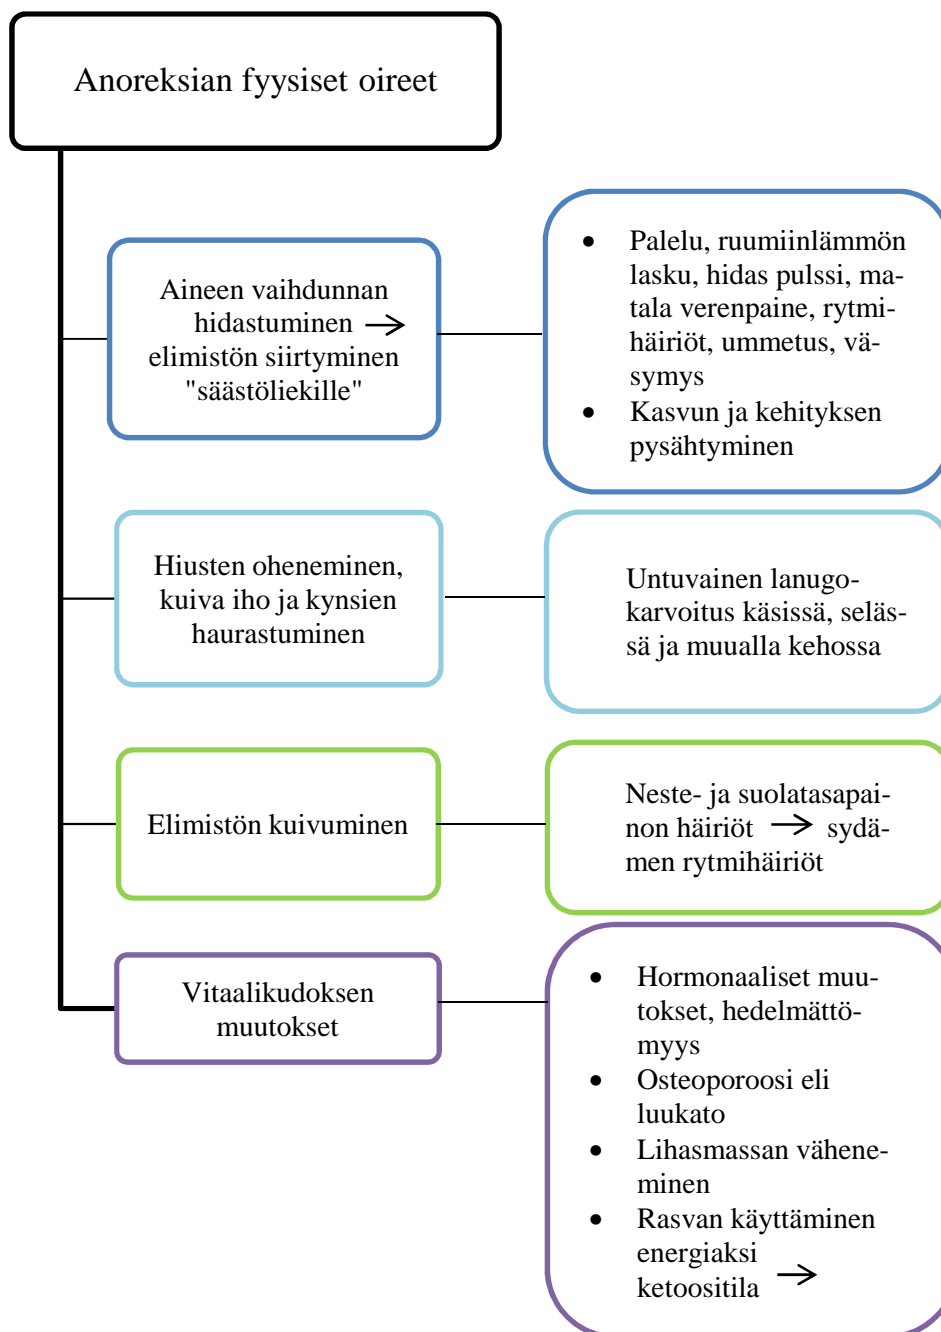 Anoreksian fyysiset oireet
Aineen vaihdunnan
hidastuminen →
elimistön siirtyminen
"säästöliekille"
• Palelu, ruumiinlämmön
lasku, hidas pulssi, ma-
tala verenpaine, rytmi-
häiriöt, ummetus, vä-
symys
• Kasvun ja kehityksen
pysähtyminen
Hiusten oheneminen,
kuiva iho ja kynsien
haurastuminen
Untuvainen lanugo-
karvoitus käsissä, seläs-
sä ja muualla kehossa
Elimistön kuivuminen
Neste- ja suolatasapai-
non häiriöt → sydä-
men rytmihäiriöt
Vitaalikudoksen
muutokset
• Hormonaaliset muu-
tokset, hedelmättö-
myys
• Osteoporoosi eli
luukato
• Lihasmassan vähene-
minen
• Rasvan käyttäminen
energiaksi
ketoositila →